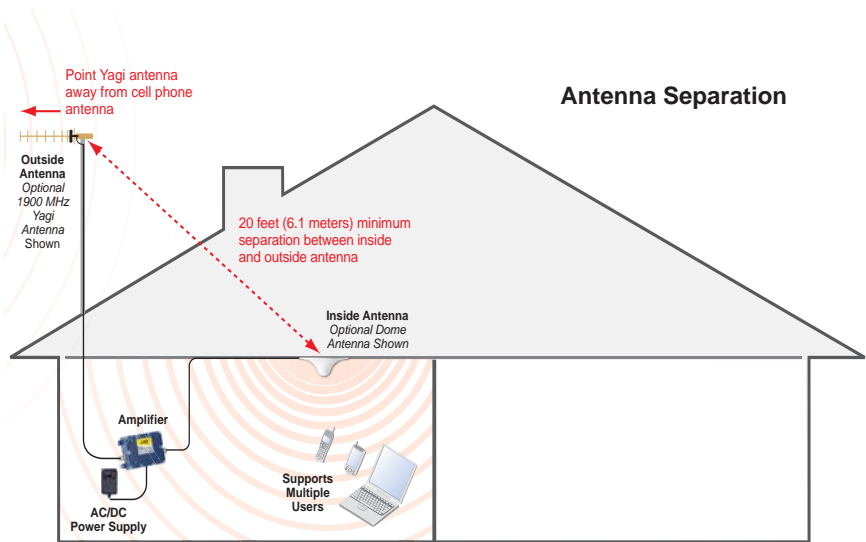 Antenna Separation
Point Yagi antenna
away from cell phone
antenna
Outside
Antenna
Optional
1900 MHz
Yagi
Antenna
Shown
20 feet (6.1 meters) minimum
separation between inside
and outside antenna
Inside Antenna
Optional Dome
Antenna Shown
Amplifier
AC/DC
Power Supply
Supports
Multiple
Users